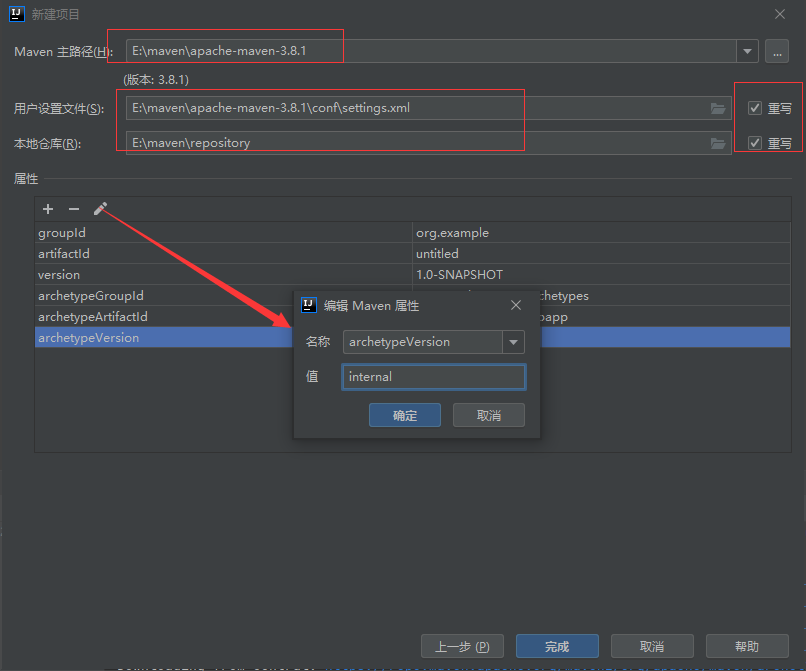 新建项目
Maven 主路径(H):
E:\maven\apache-maven-3.8.1
...
(版本: 3.8.1)
用户设置文件(S): E:\maven\apache-maven-3.8.1\conf\settings.xml 重写
本地仓库(R): E:\maven\repository 重写
属性
groupId org.example
artifactId untitled
version 1.0-SNAPSHOT
archetypeGroupId
archetypeArtifactId
archetypeVersion
编辑 Maven 属性
名称 archetypeVersion
值 internal
确定 取消
上一步 (P) 完成 取消 帮助